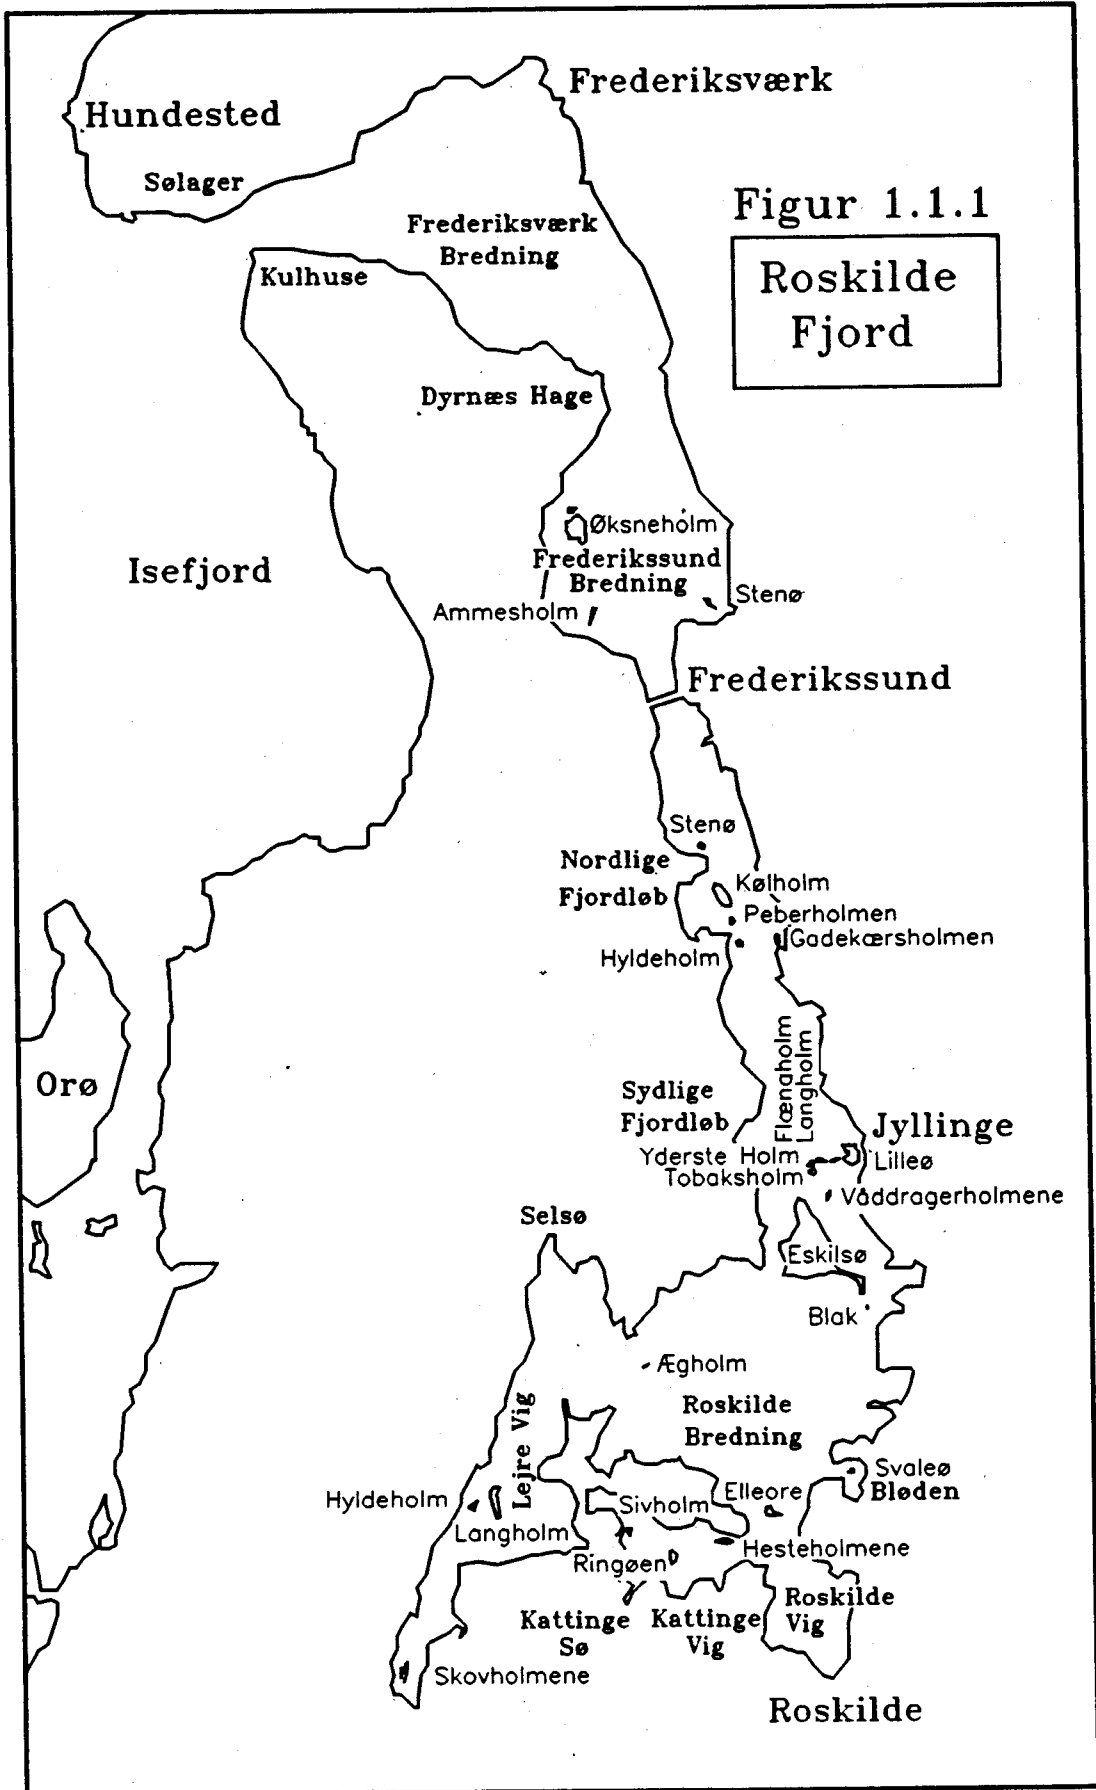 Frederiksværk
Hundested
Sølager
Figur 1.1.1
Frederiksværk
Bredning
Roskilde
Fjord
Kulhuse
Dyrnæs Hage
Øksneholm
Frederikssund
Bredning
Isefjord
Stenø
Ammesholm
Frederikssund
Stenø
Nordlige
Fjordløb
Kølholm
Peberholmen
Gadekærsholmen
Hyldeholm
Flænaholm
Langholm
Orø
Sydlige
Fjordløb
Jyllinge
Yderste Holm
Lilleø
Tobaksholm
Våddragerholmene
Selsø
Eskilsø
Blak
Ægholm
Roskilde
Bredning
Lejre Vig
Svaleø
Bløden
Elleore
Hyldeholm
Sivholm
Langholm
Hesteholmene
Ringøen
Roskilde
Vig
Kattinge
Sø
Kattinge
Vig
Skovholmene
Roskilde